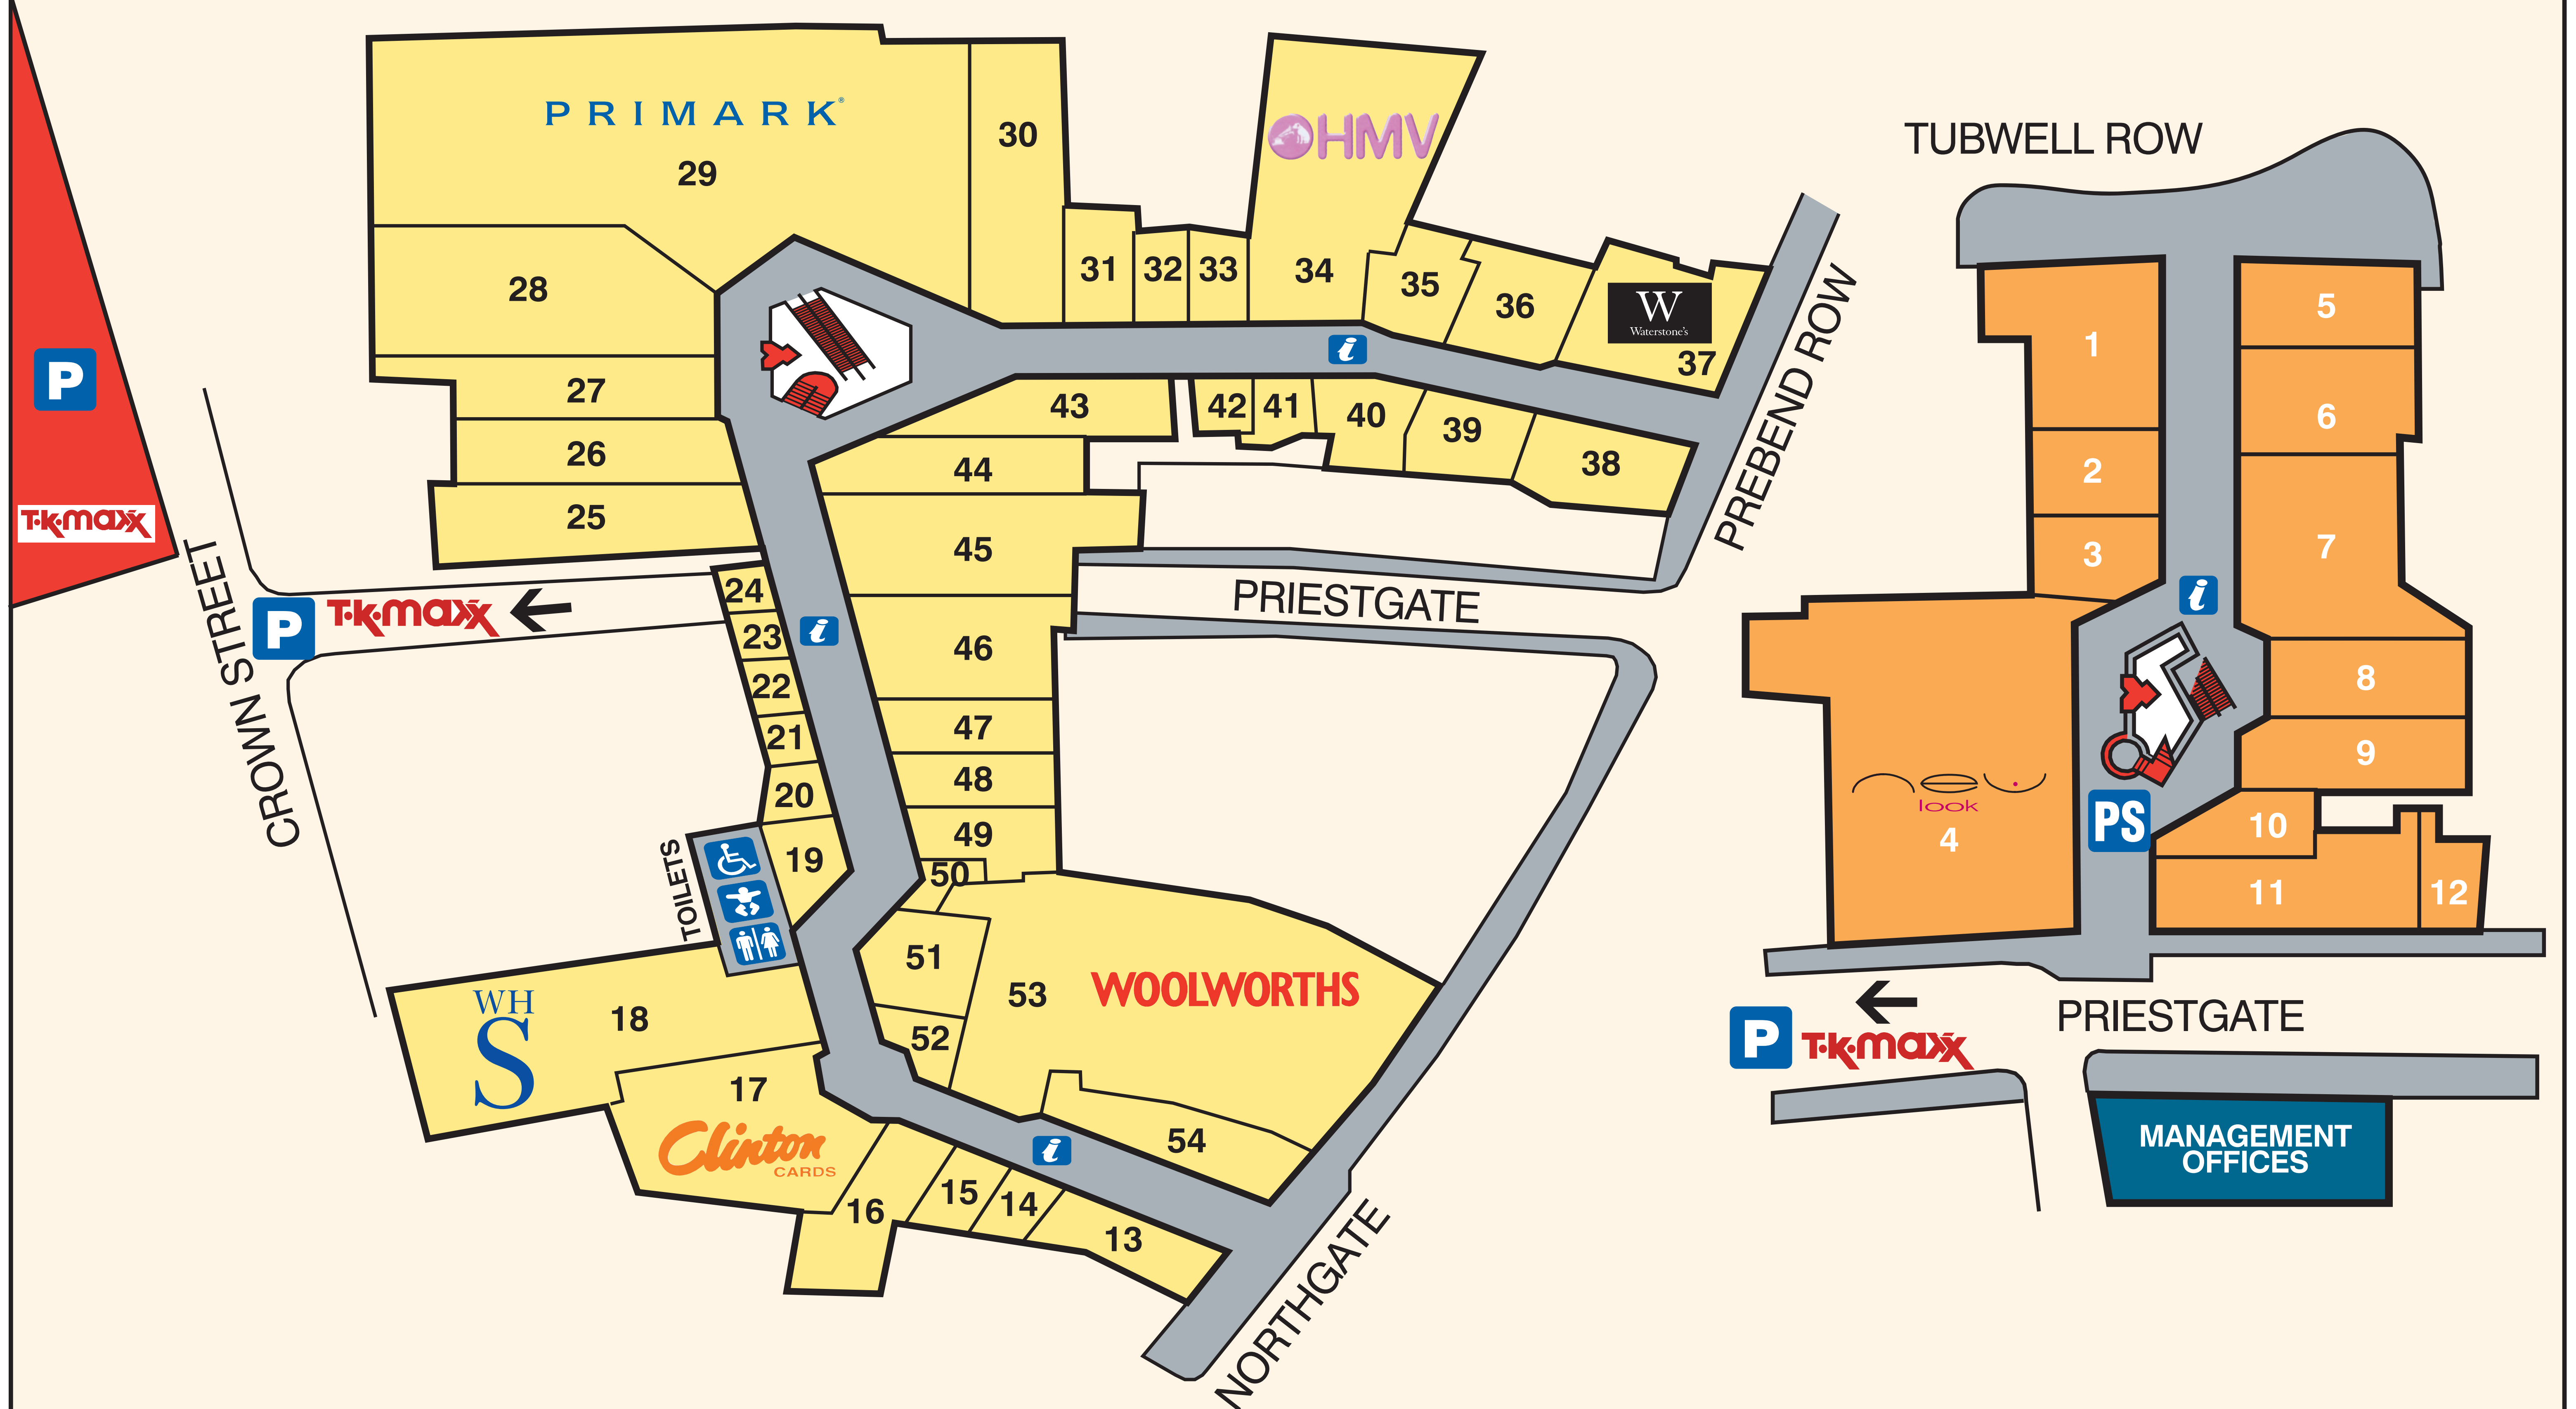 PRIMARK®
29
30
HMV
28
31
32
33
34
35
36
W
Waterstone's
37
PREBEND ROW
27
26
25
43
42
41
40
39
38
44
45
46
47
48
49
50
PRIESTGATE
P
T·K·maxx
CROWN STREET
P
T·K·maxx
24
23
i
22
21
20
19
TOILETS
i
51
52
53
WOOLWORTHS
54
WH
S
18
17
Clinton
CARDS
16
15
14
13
i
NORTHGATE
TUBWELL ROW
1
2
3
5
6
7
i
8
9
look
4
PS
10
11
12
P
T·K·maxx
PRIESTGATE
MANAGEMENT
OFFICES